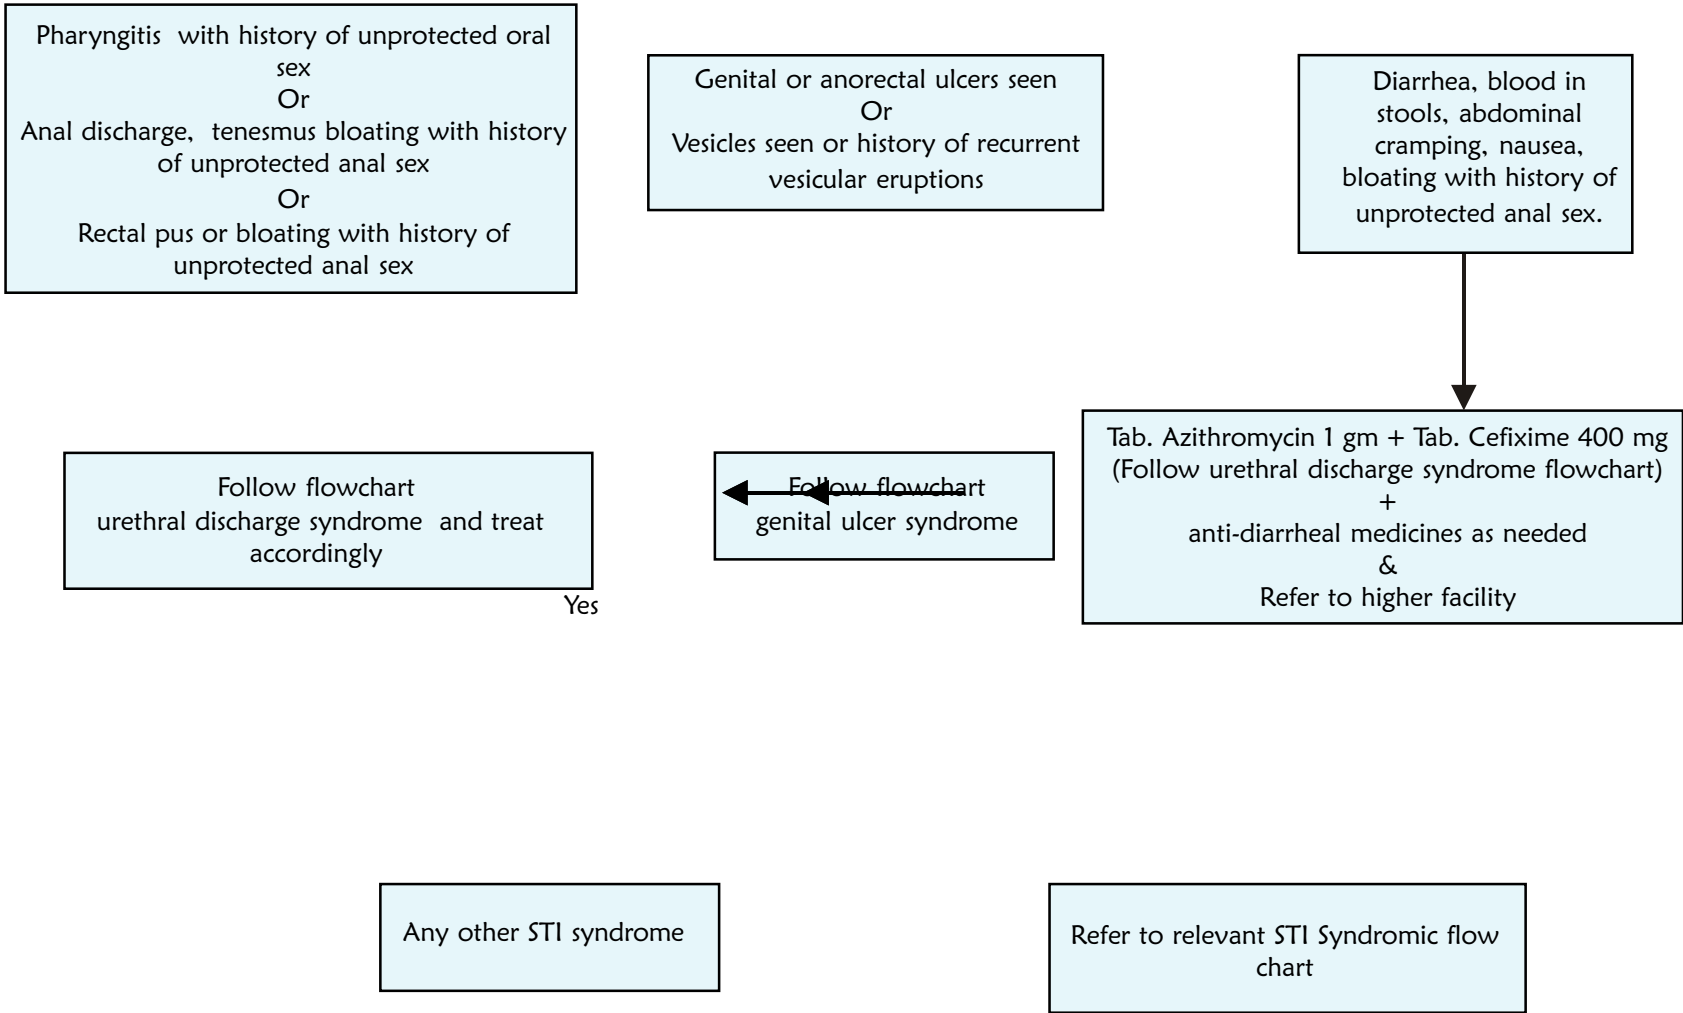 Pharyngitis with history of unprotected oral
sex
Or
Anal discharge, tenesmus bloating with history
of unprotected anal sex
Or
Rectal pus or bloating with history of
unprotected anal sex
Genital or anorectal ulcers seen
Or
Vesicles seen or history of recurrent
vesicular eruptions
Diarrhea, blood in
stools, abdominal
cramping, nausea,
bloating with history of
unprotected anal sex.
Follow flowchart
urethral discharge syndrome and treat
accordingly
Yes
Follow flowchart
genital ulcer syndrome
Tab. Azithromycin 1 gm + Tab. Cefixime 400 mg
(Follow urethral discharge syndrome flowchart)
+
anti-diarrheal medicines as needed
&
Refer to higher facility
Any other STI syndrome
Refer to relevant STI Syndromic flow
chart